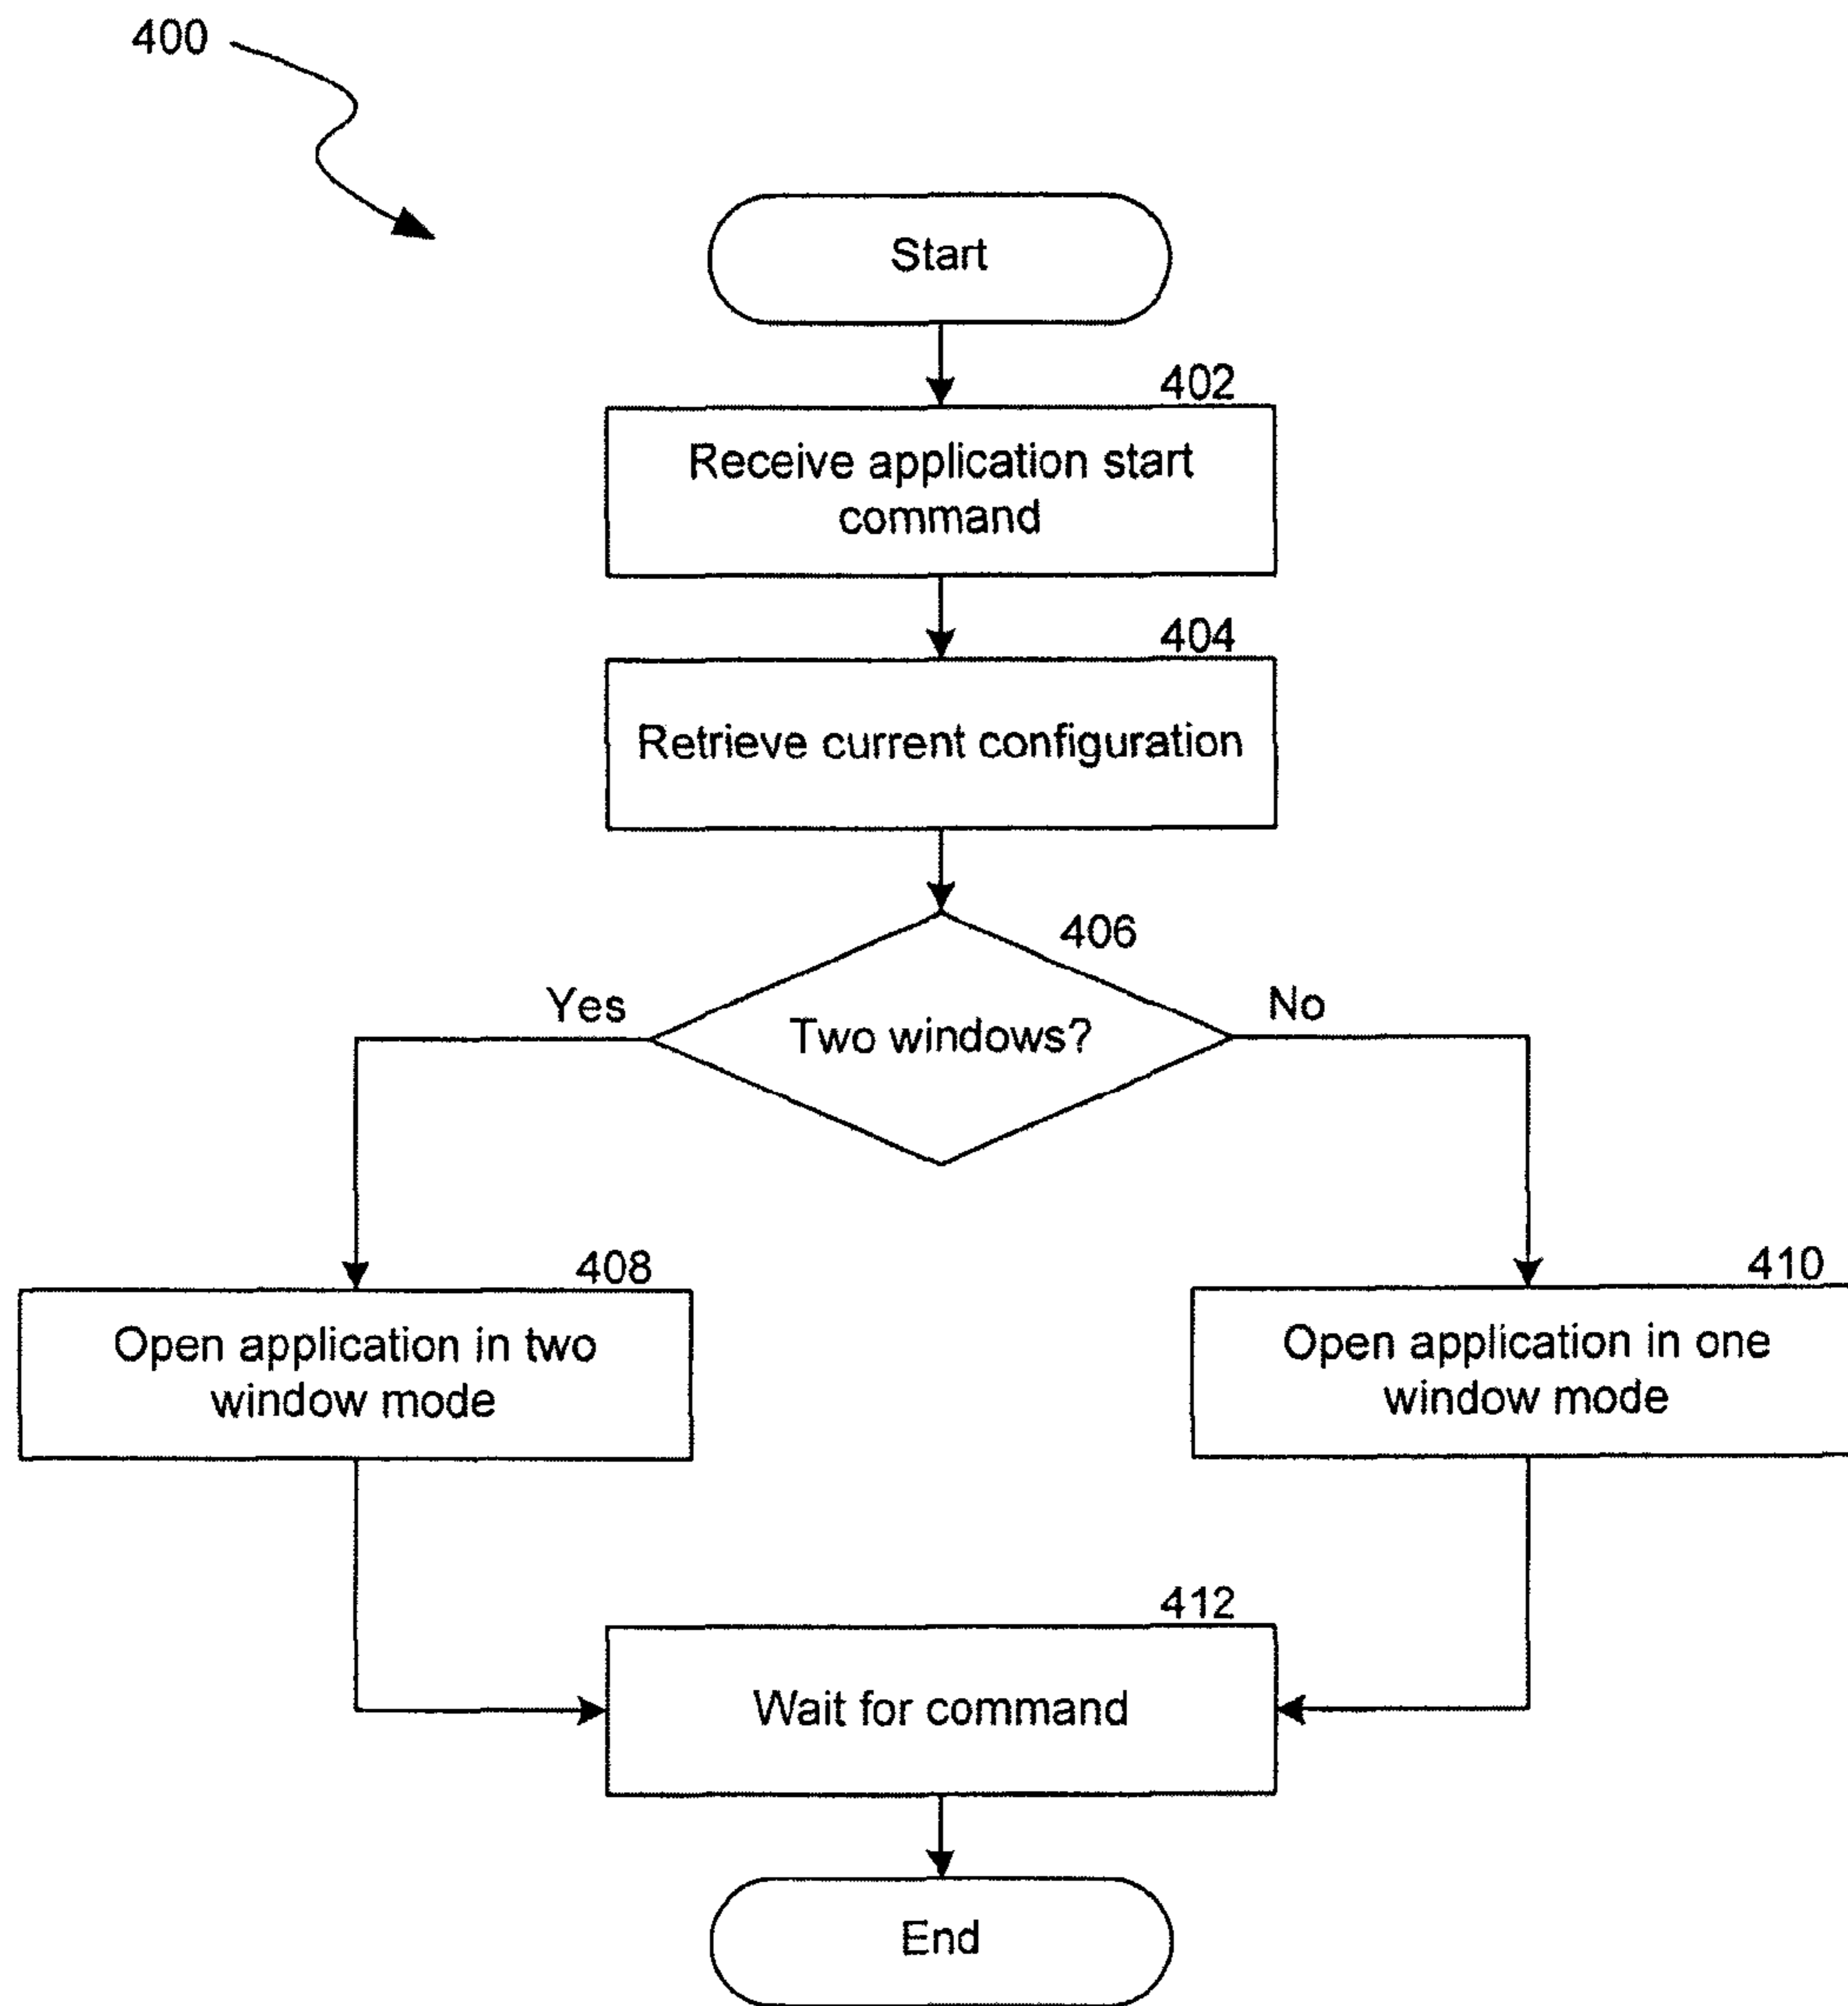 400
Start
402
Receive application start
command
404
Retrieve current configuration
406
Yes
Two windows?
No
408
Open application in two
window mode
410
Open application in one
window mode
412
Wait for command
End